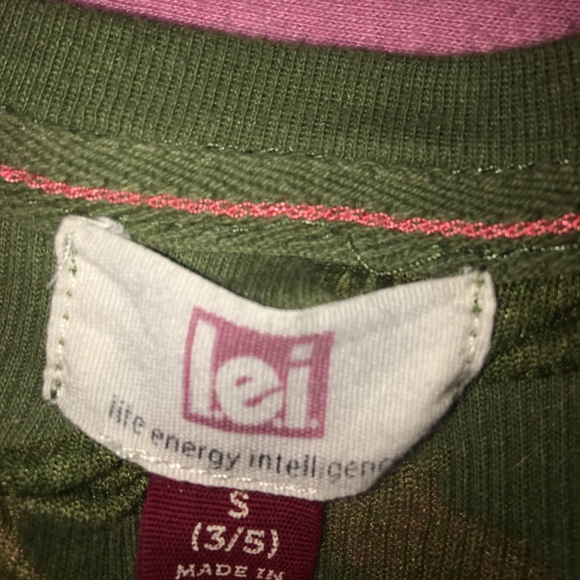 l.e.i.
life energy intelligence
S
(3/5)
MADE IN